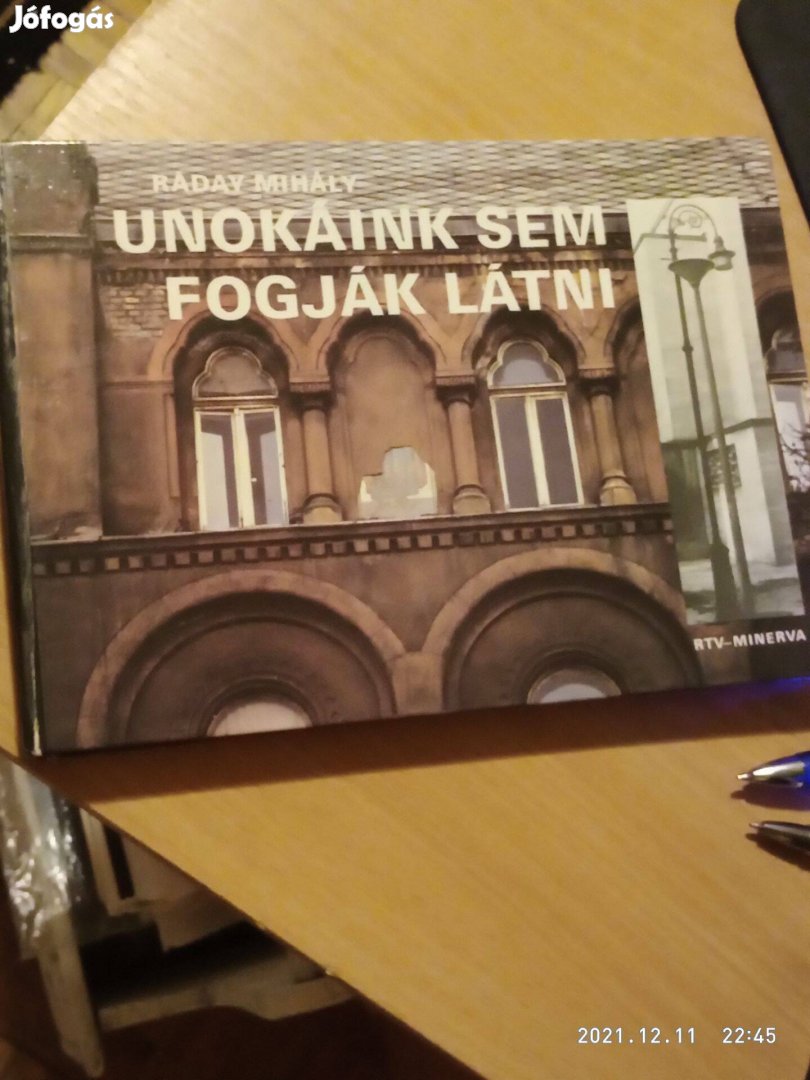 Jófogás
RÁDAY MIHÁLY
UNOKÁINK SEM
FOGJÁK LÁTNI
RTV–MINERVA
2021.12.11 22:45